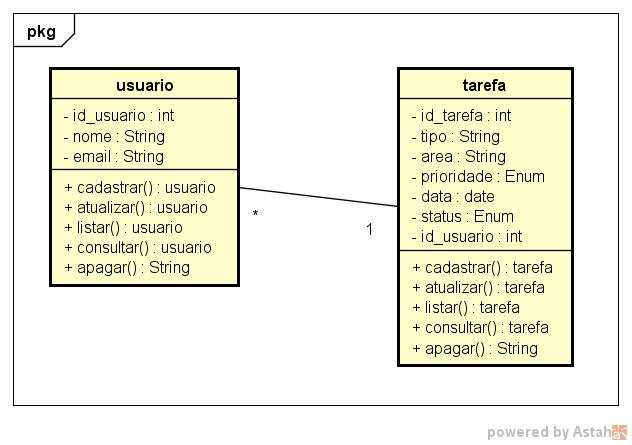 pkg
usuario
- id_usuario : int
- nome : String
- email : String
+ cadastrar() : usuario
+ atualizar() : usuario
+ listar() : usuario
+ consultar() : usuario
+ apagar() : String
*
1
tarefa
- id_tarefa : int
- tipo : String
- area : String
- prioridade : Enum
- data : date
- status : Enum
- id_usuario : int
+ cadastrar() : tarefa
+ atualizar() : tarefa
+ listar() : tarefa
+ consultar() : tarefa
+ apagar() : String
powered by Astah